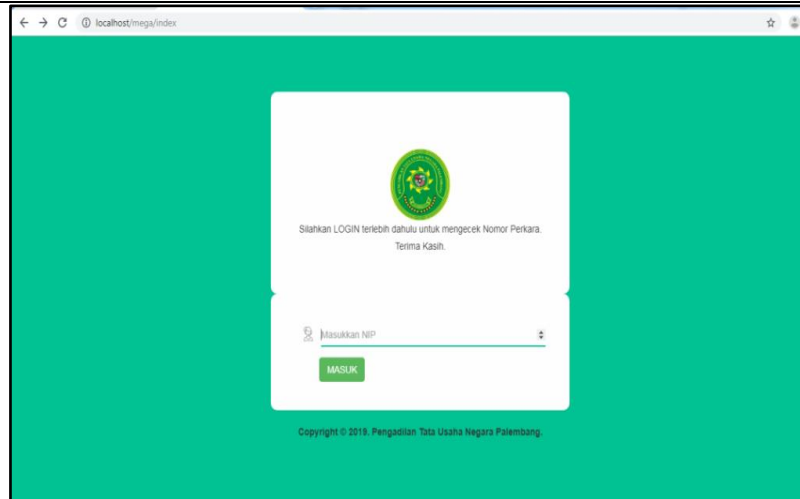 localhost/mega/index
Silahkan LOGIN terlebih dahulu untuk mengecek Nomor Perkara.
Terima Kasih.
Masukkan NIP
MASUK
Copyright © 2019. Pengadilan Tata Usaha Negara Palembang.